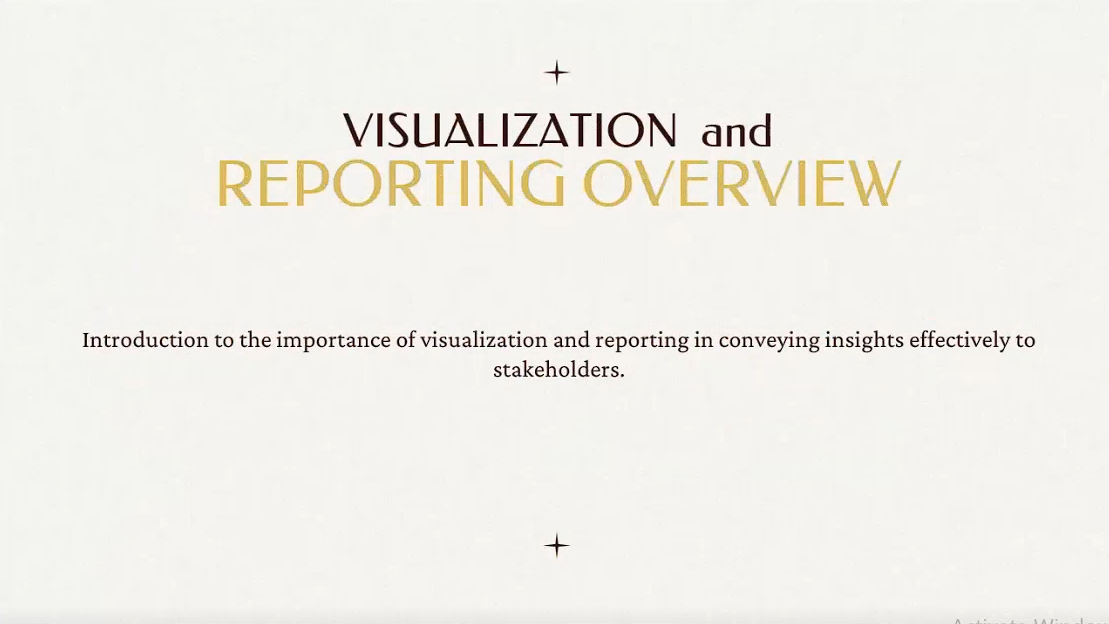 VISUALIZATION and
REPORTING OVERVIEW
Introduction to the importance of visualization and reporting in conveying insights effectively to
stakeholders.